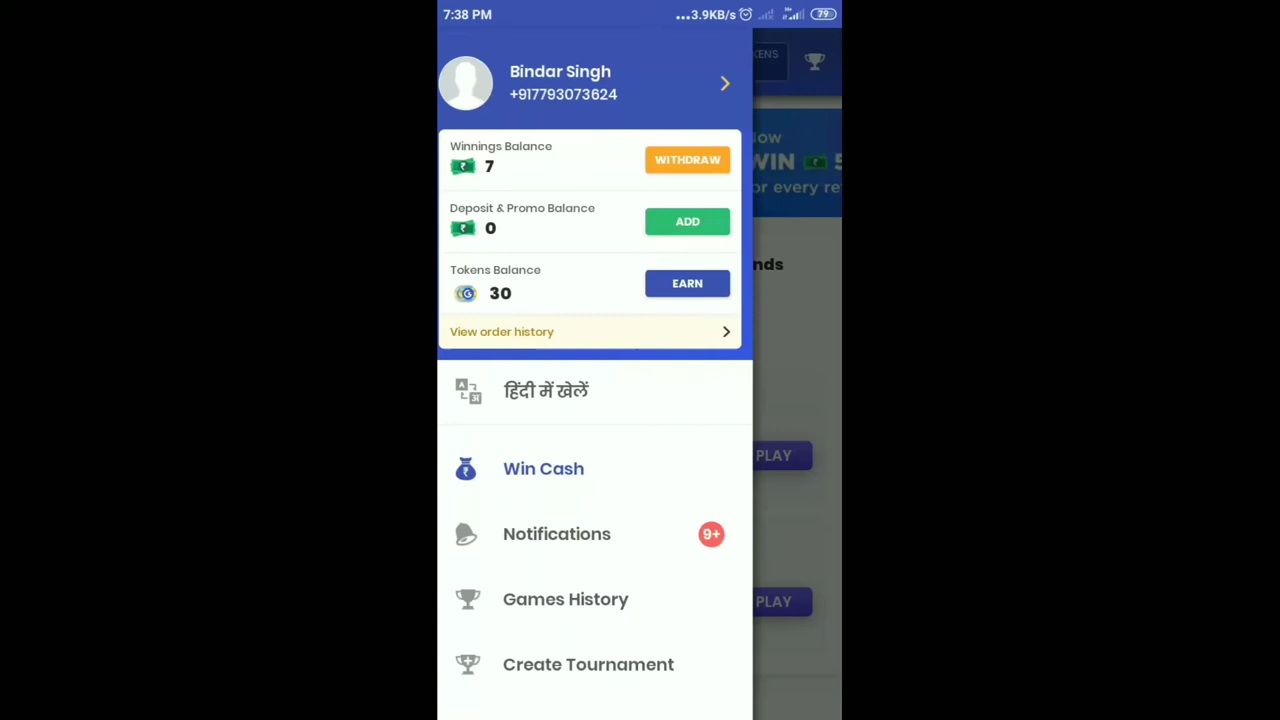 7:38 PM
...3.9KB/s
79
Bindar Singh
+917793073624
Winnings Balance
7
WITHDRAW
Deposit & Promo Balance
0
ADD
Tokens Balance
30
EARN
View order history
हिंदी में खेलें
Win Cash
Notifications
9+
Games History
Create Tournament
WIN
PLAY
PLAY